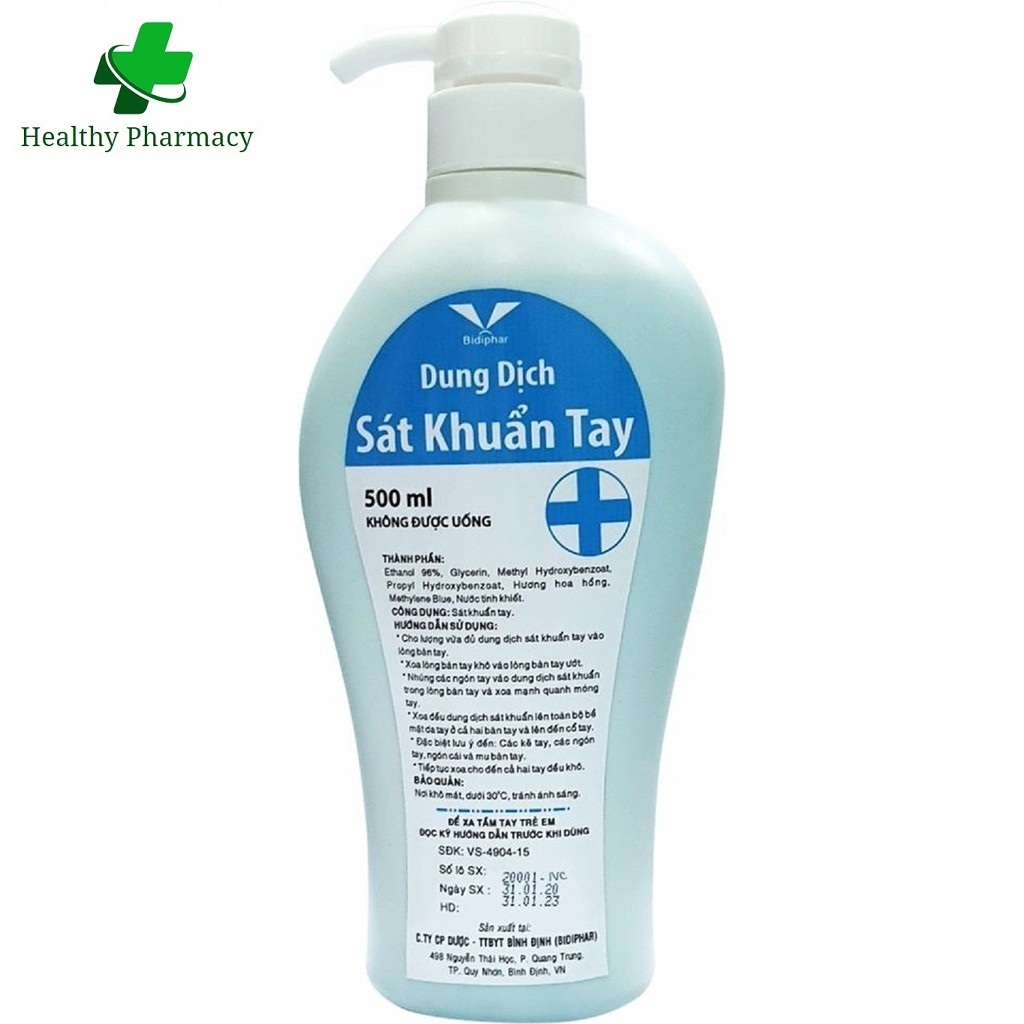 Healthy Pharmacy
Bidiphar
Dung Dịch
Sát Khuẩn Tay
500 ml
KHÔNG ĐƯỢC UỐNG
THÀNH PHẦN:
Ethanol 96%, Glycerin, Methyl Hydroxybenzoat,
Propyl Hydroxybenzoat, Hương hoa hồng,
Methylene Blue, Nước tinh khiết.
CÔNG DỤNG: Sát khuẩn tay.
HƯỚNG DẪN SỬ DỤNG:
* Cho lượng vừa đủ dung dịch sát khuẩn tay vào
lòng bàn tay.
* Xoa lòng bàn tay khô vào lòng bàn tay ướt.
* Nhúng các ngón tay vào dung dịch sát khuẩn
trong lòng bàn tay và xoa mạnh quanh móng
tay.
* Xoa đều dung dịch sát khuẩn lên toàn bộ bề
mặt da tay ở cả hai bàn tay và lên đến cổ tay.
* Đặc biệt lưu ý đến: Các kẽ tay, các ngón
tay, ngón cái và mu bàn tay.
* Tiếp tục xoa cho đến cả hai tay đều khô.
BẢO QUẢN:
Nơi khô mát, dưới 30°C, tránh ánh sáng.
ĐỂ XA TẦM TAY TRẺ EM
ĐỌC KỸ HƯỚNG DẪN TRƯỚC KHI DÙNG
SĐK: VS-4904-15
Số lô SX: 20001-NC
Ngày SX: 31.01.20
HD: 31.01.23
Sản xuất tại:
C.TY CP DƯỢC - TTBYT BÌNH ĐỊNH (BIDIPHAR)
498 Nguyễn Thái Học, P. Quang Trung,
TP. Quy Nhơn, Bình Định, VN